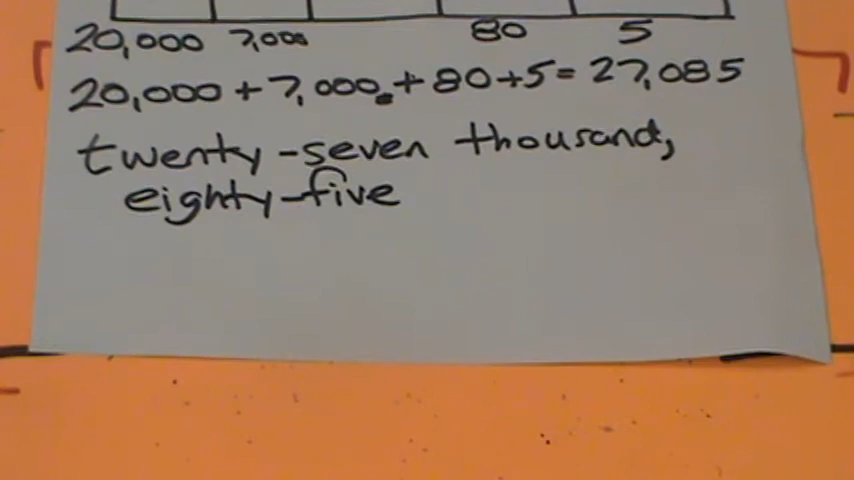 20,000 7,000 80 5
20,000 + 7,000 + 80 + 5 = 27,085
twenty-seven thousand,
eighty-five